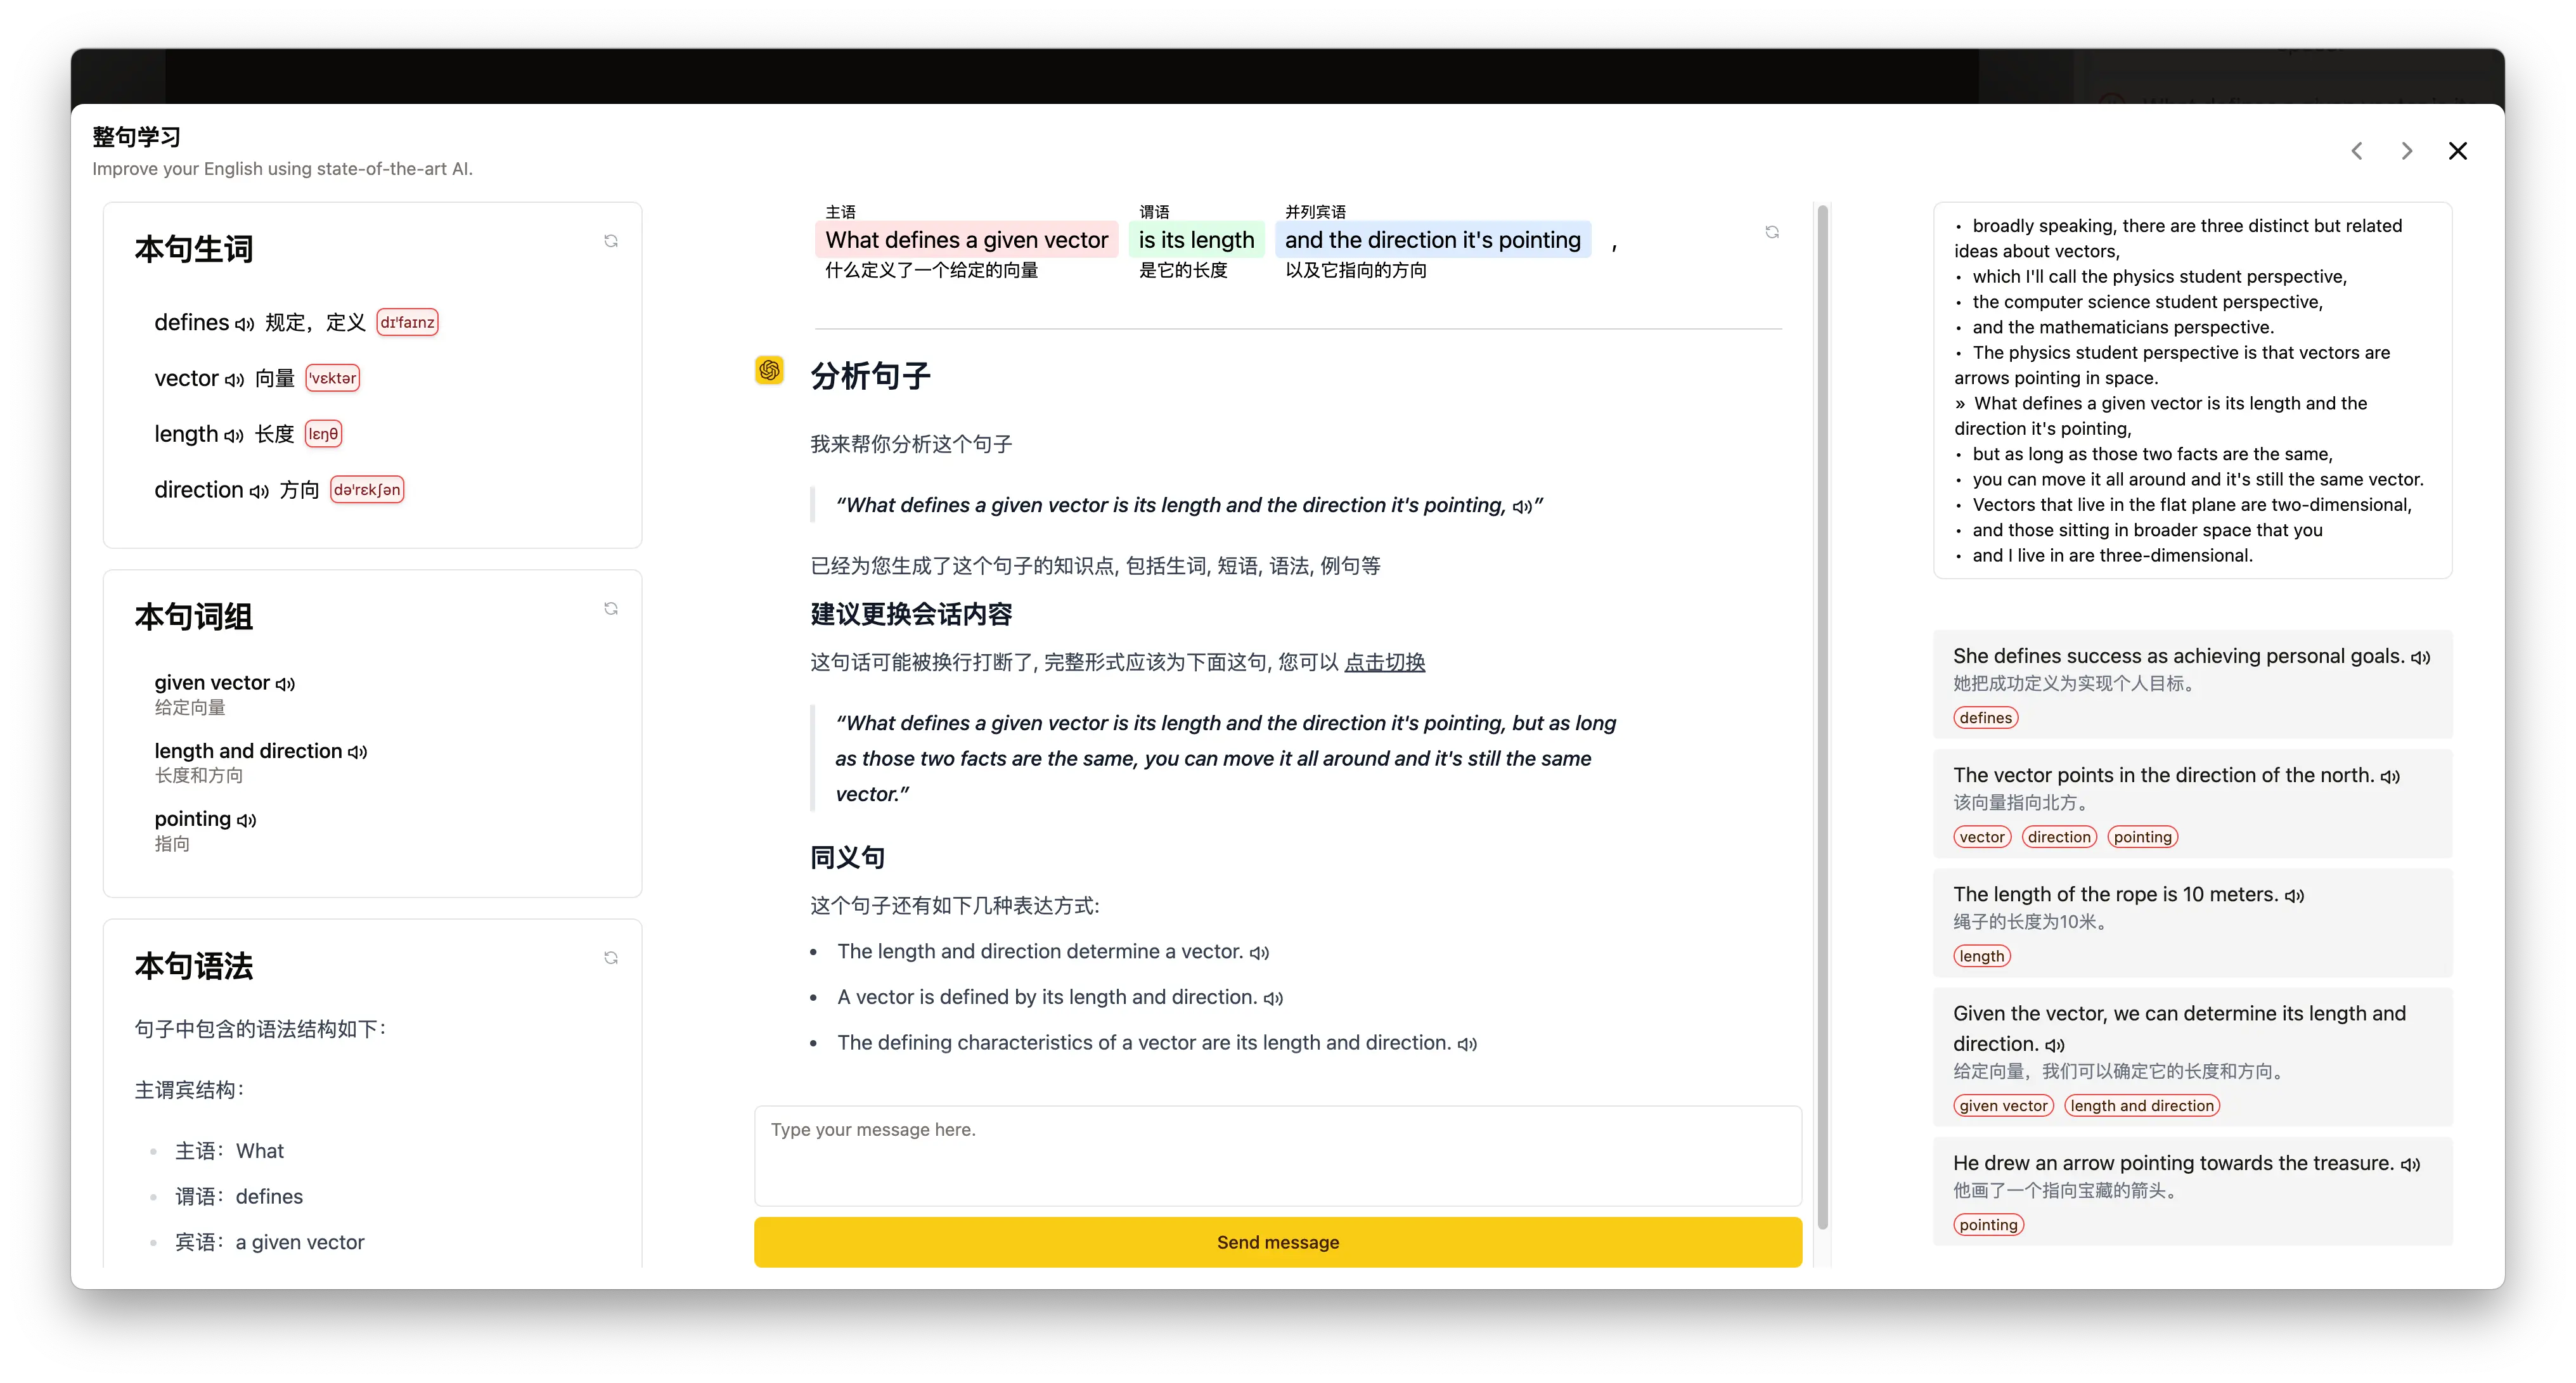 整句学习
Improve your English using state-of-the-art AI.
本句生词
defines 规定，定义 dɪˈfaɪnz
vector 向量 ˈvɛktər
length 长度 lɛŋθ
direction 方向 dəˈrɛkʃən
本句词组
given vector
给定向量
length and direction
长度和方向
pointing
指向
本句语法
句子中包含的语法结构如下：
主谓宾结构：
主语：What
谓语：defines
宾语：a given vector
主语 谓语 并列宾语
What defines a given vector is its length and the direction it's pointing ,
什么定义了一个给定的向量 是它的长度 以及它指向的方向
分析句子
我来帮你分析这个句子
“What defines a given vector is its length and the direction it's pointing, ”
已经为您生成了这个句子的知识点, 包括生词, 短语, 语法, 例句等
建议更换会话内容
这句话可能被换行打断了, 完整形式应该为下面这句, 您可以 点击切换
“What defines a given vector is its length and the direction it's pointing, but as long
as those two facts are the same, you can move it all around and it's still the same
vector.”
同义句
这个句子还有如下几种表达方式:
• The length and direction determine a vector.
• A vector is defined by its length and direction.
• The defining characteristics of a vector are its length and direction.
Type your message here.
Send message
• broadly speaking, there are three distinct but related
ideas about vectors,
• which I'll call the physics student perspective,
• the computer science student perspective,
• and the mathematicians perspective.
• The physics student perspective is that vectors are
arrows pointing in space.
» What defines a given vector is its length and the
direction it's pointing,
• but as long as those two facts are the same,
• you can move it all around and it's still the same vector.
• Vectors that live in the flat plane are two-dimensional,
• and those sitting in broader space that you
• and I live in are three-dimensional.
She defines success as achieving personal goals.
她把成功定义为实现个人目标。
defines
The vector points in the direction of the north.
该向量指向北方。
vector direction pointing
The length of the rope is 10 meters.
绳子的长度为10米。
length
Given the vector, we can determine its length and
direction.
给定向量，我们可以确定它的长度和方向。
given vector length and direction
He drew an arrow pointing towards the treasure.
他画了一个指向宝藏的箭头。
pointing